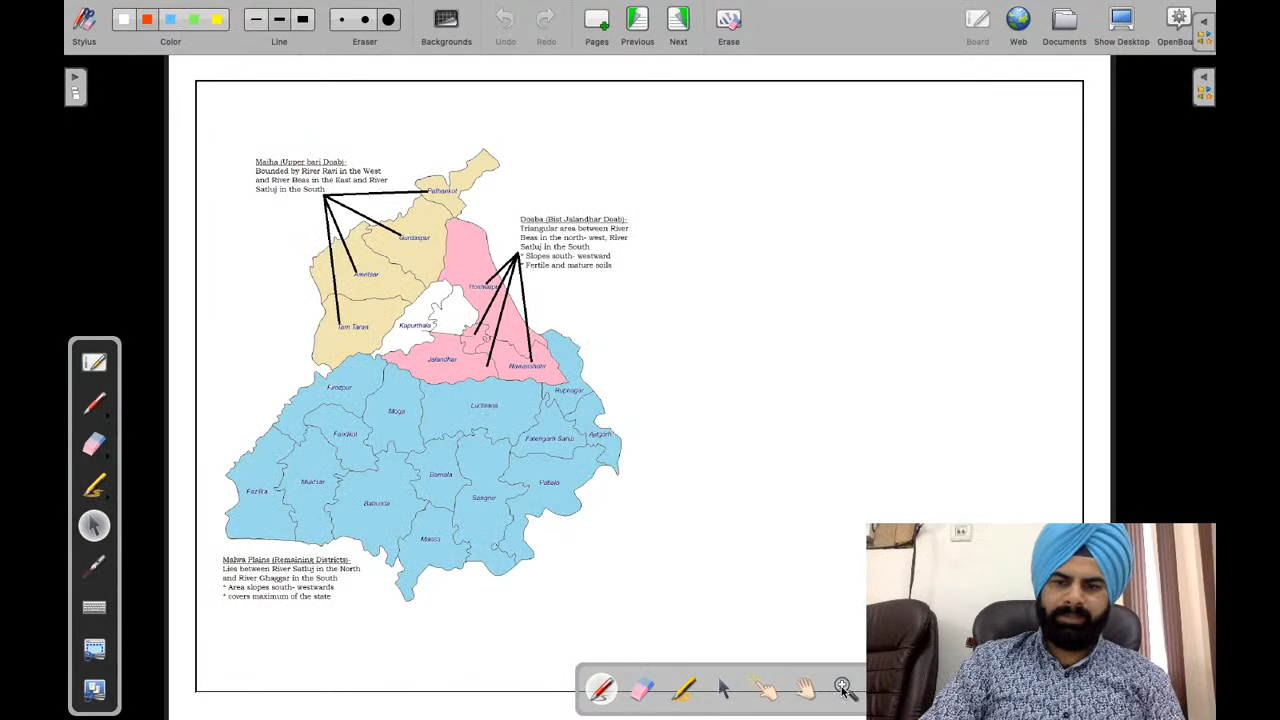 Stylus
Color
Line
Eraser
Backgrounds
Undo
Redo
Pages
Previous
Next
Erase
Board
Web
Documents
Show Desktop
OpenBoa
Majha (Upper bari Doab)-
Bounded by River Ravi in the West
and River Beas in the East and River
Satluj in the South
Pathankot
Gurdaspur
Amritsar
Tarn Taran
Doaba (Bist Jalandhar Doab)-
Triangular area between River
Beas in the north- west, River
Satluj in the South
* Slopes south- westward
* Fertile and mature soils
Hoshiarpur
Kapurthala
Jalandhar
Nawanshahr
Firozpur
Moga
Ludhiana
Rupnagar
Faridkot
Fatehgarh Sahib
Ajitgarh
Fazilka
Muktsar
Bathinda
Barnala
Sangrur
Patiala
Mansa
Malwa Plains (Remaining Districts)-
Lies between River Satluj in the North
and River Ghaggar in the South
* Area slopes south- westwards
* covers maximum of the state